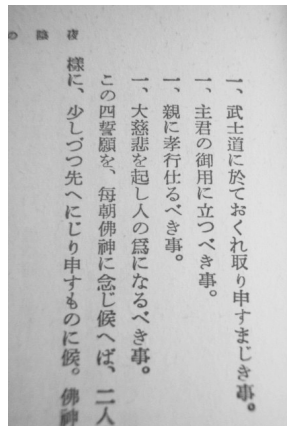 夜陰の
一、武士道に於ておくれ取り申すまじき事。
一、主君の御用に立つべき事。
一、親に孝行仕るべき事。
一、大慈悲を起し人の爲になるべき事。
この四誓願を、毎朝佛神に念じ候へば、二人
樣に、少しづつ先へにじり申すものに候。佛神